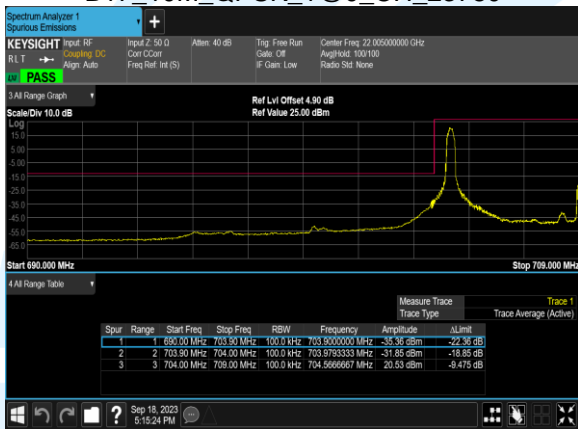 Spectrum Analyzer 1
Spurious Emissions
+
KEYSIGHT Input: RF Input Z: 50 Ω Atten: 40 dB Trig: Free Run Center Freq: 22.005000000 GHz
RLT Coupling: DC Corr CCorr Gate: Off Avg|Hold: 100/100
Align: Auto Freq Ref: Int (S) IF Gain: Low Radio Std: None
PASS
3 All Range Graph
Ref Lvl Offset 4.90 dB
Scale/Div 10.0 dB Ref Value 25.00 dBm
Log
15.0
5.00
-5.00
-15.0
-25.0
-35.0
-45.0
-55.0
-65.0
Start 690.000 MHz Stop 709.000 MHz
4 All Range Table
Measure Trace Trace 1
Trace Type Trace Average (Active)
Spur Range Start Freq Stop Freq RBW Frequency Amplitude ΔLimit
1 1 690.00 MHz 703.90 MHz 100.0 kHz 703.9000000 MHz -35.36 dBm -22.36 dB
2 2 703.90 MHz 704.00 MHz 100.0 kHz 703.9793333 MHz -31.85 dBm -18.85 dB
3 3 704.00 MHz 709.00 MHz 100.0 kHz 704.5666667 MHz 20.53 dBm -9.475 dB
?
Sep 18, 2023
5:15:24 PM